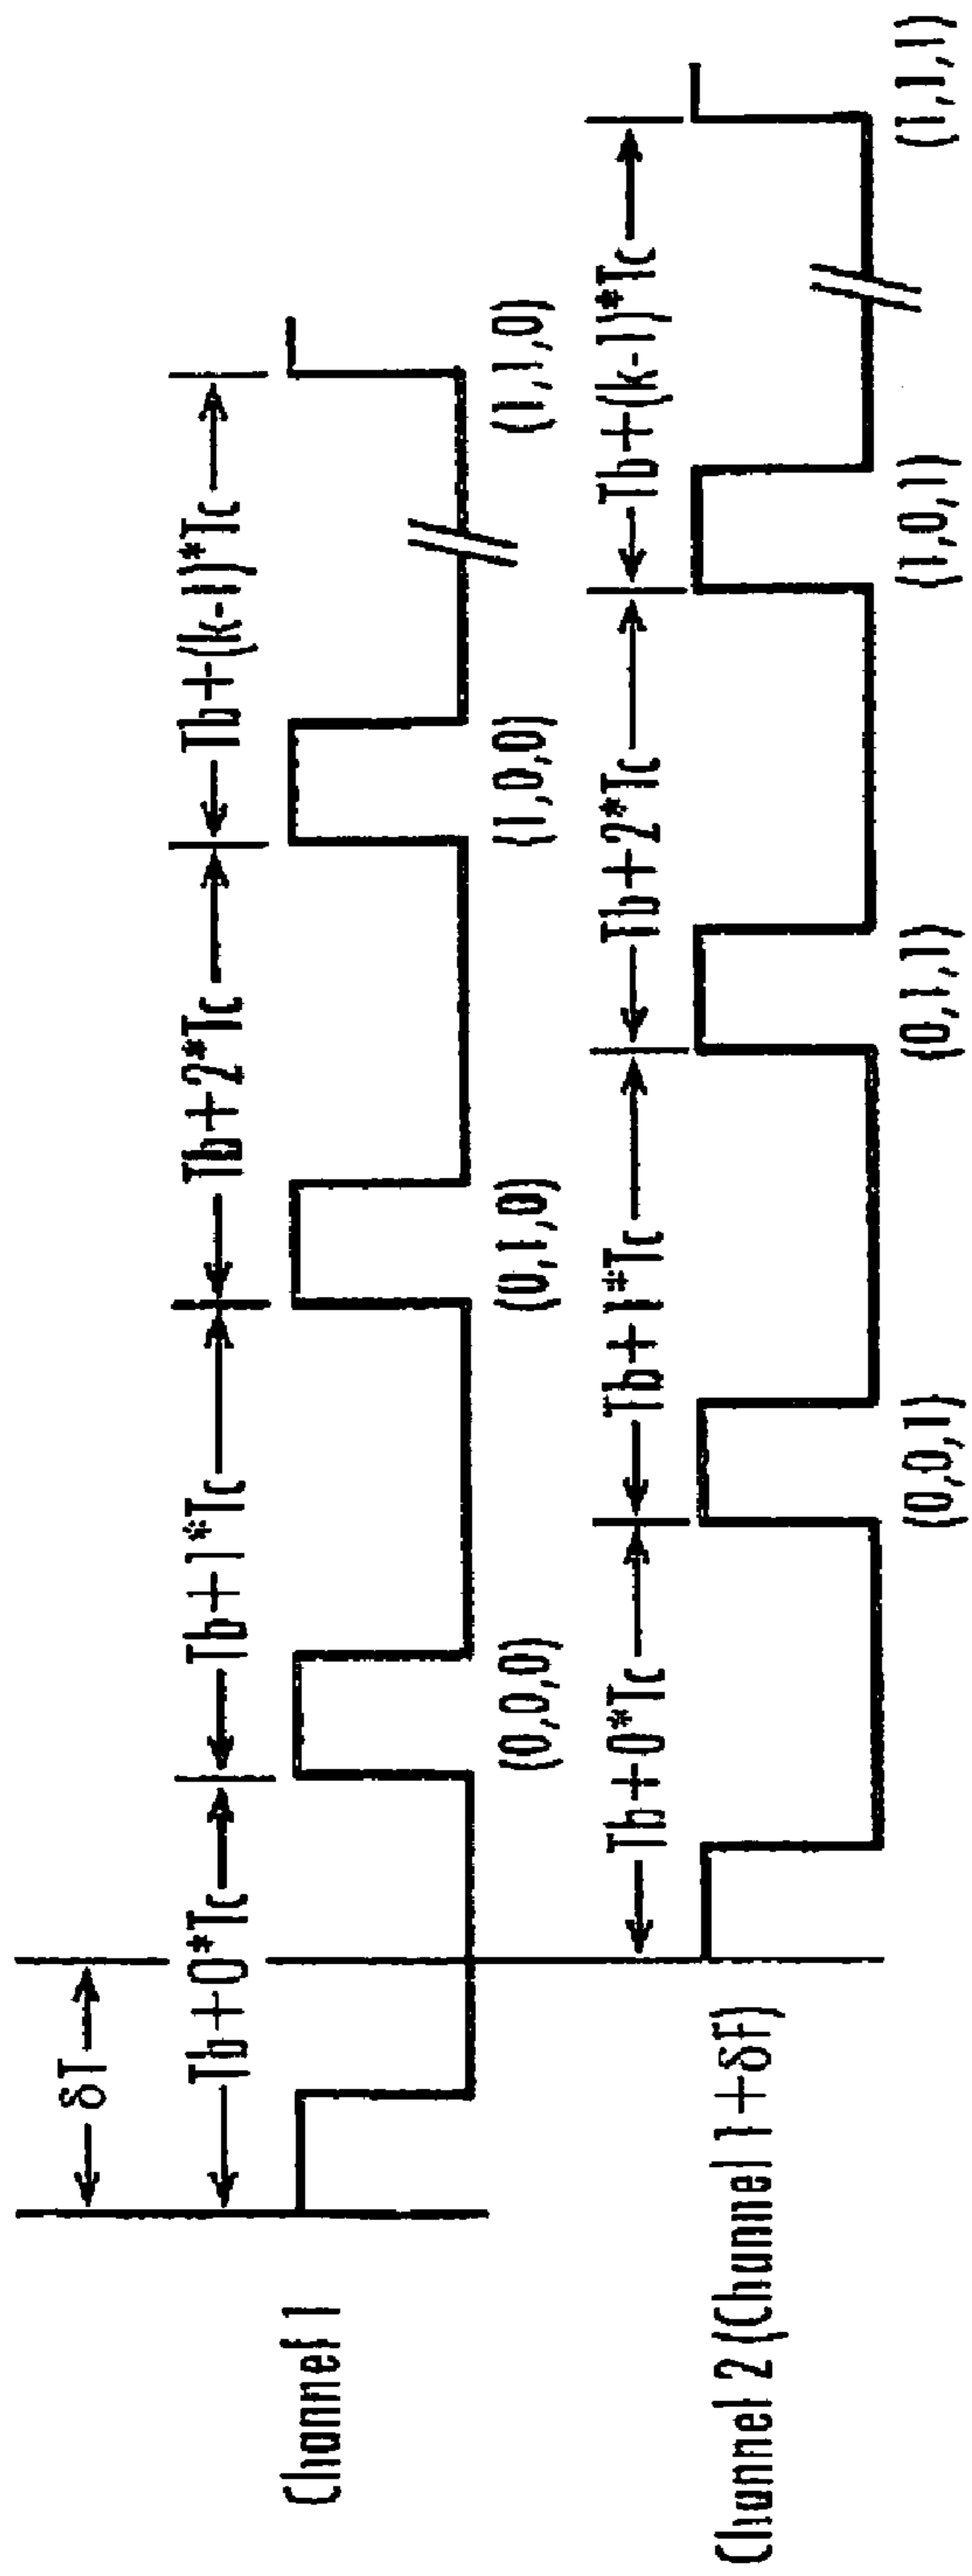 δT
Tb+0*Tc
Tb+1*Tc
Tb+2*Tc
Tb+(k-1)*Tc
Channel 1
(0,0,0)
(0,1,0)
(1,0,0)
(1,1,0)
Tb+0*Tc
Tb+1*Tc
Tb+2*Tc
Tb+(k-1)*Tc
Channel 2 (Channel 1+δT)
(0,0,1)
(0,1,1)
(1,0,1)
(1,1,1)